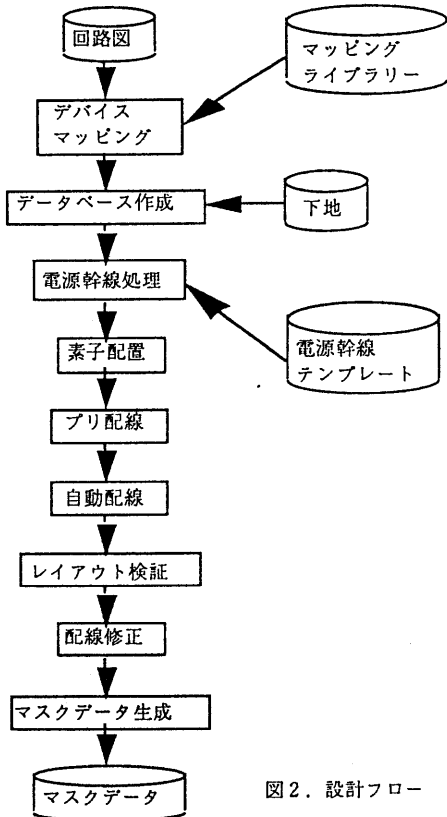 回路図
マッピング
ライブラリー
デバイス
マッピング
データベース作成
下地
電源幹線処理
素子配置
電源幹線
テンプレート
プリ配線
自動配線
レイアウト検証
配線修正
マスクデータ生成
マスクデータ
図2. 設計フロー